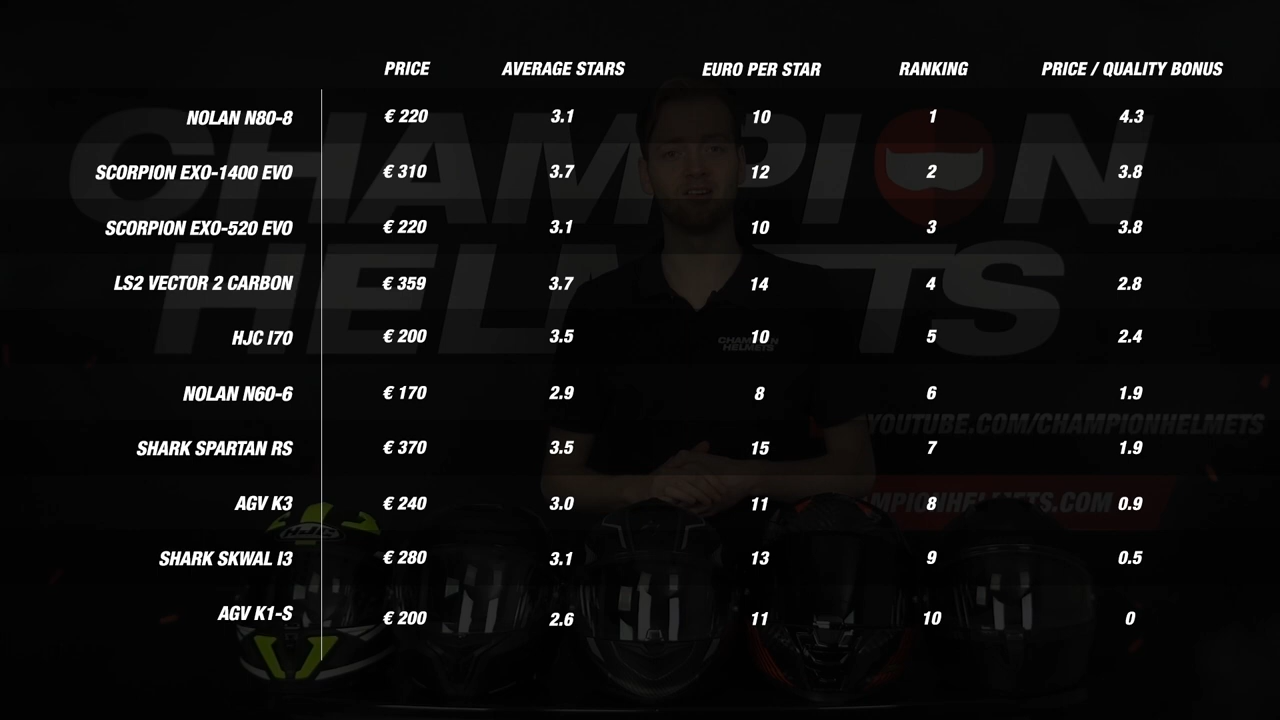 PRICE AVERAGE STARS EURO PER STAR RANKING PRICE / QUALITY BONUS
NOLAN N80-8 € 220 3.1 10 1 4.3
SCORPION EXO-1400 EVO € 310 3.7 12 2 3.8
SCORPION EXO-520 EVO € 220 3.1 10 3 3.8
LS2 VECTOR 2 CARBON € 359 3.7 14 4 2.8
HJC I70 € 200 3.5 10 5 2.4
NOLAN N60-6 € 170 2.9 8 6 1.9
SHARK SPARTAN RS € 370 3.5 15 7 1.9
AGV K3 € 240 3.0 11 8 0.9
SHARK SKWAL I3 € 280 3.1 13 9 0.5
AGV K1-S € 200 2.6 11 10 0
CHAMPION
HELMETS
CHAMPION
HELMETS
YOUTUBE.COM/CHAMPIONHELMETS
MPIONHELMETS.COM
HJC